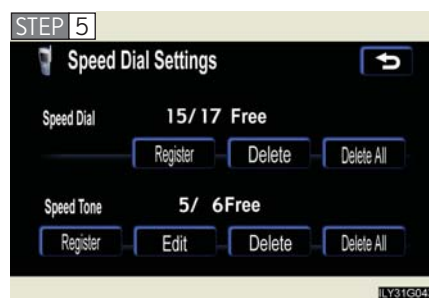 STEP 5
Speed Dial Settings
Speed Dial 15/17 Free
Register Delete Delete All
Speed Tone 5/ 6Free
Register Edit Delete Delete All
ILY31G04